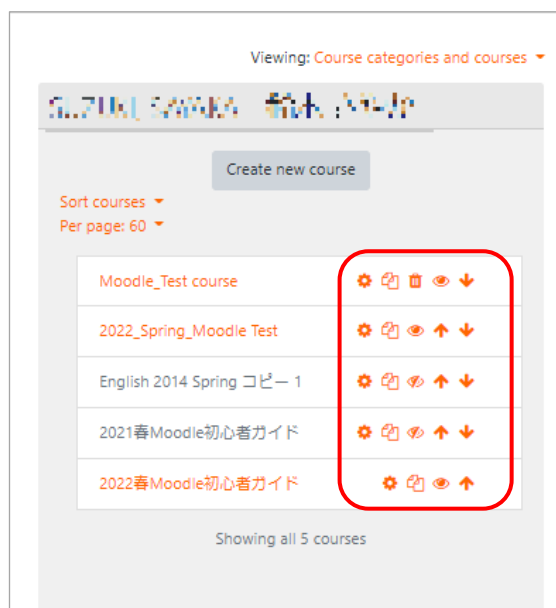 Viewing: Course categories and courses
Create new course
Sort courses
Per page: 60
Moodle_Test course
2022_Spring_Moodle Test
English 2014 Spring コピー 1
2021春Moodle初心者ガイド
2022春Moodle初心者ガイド
Showing all 5 courses